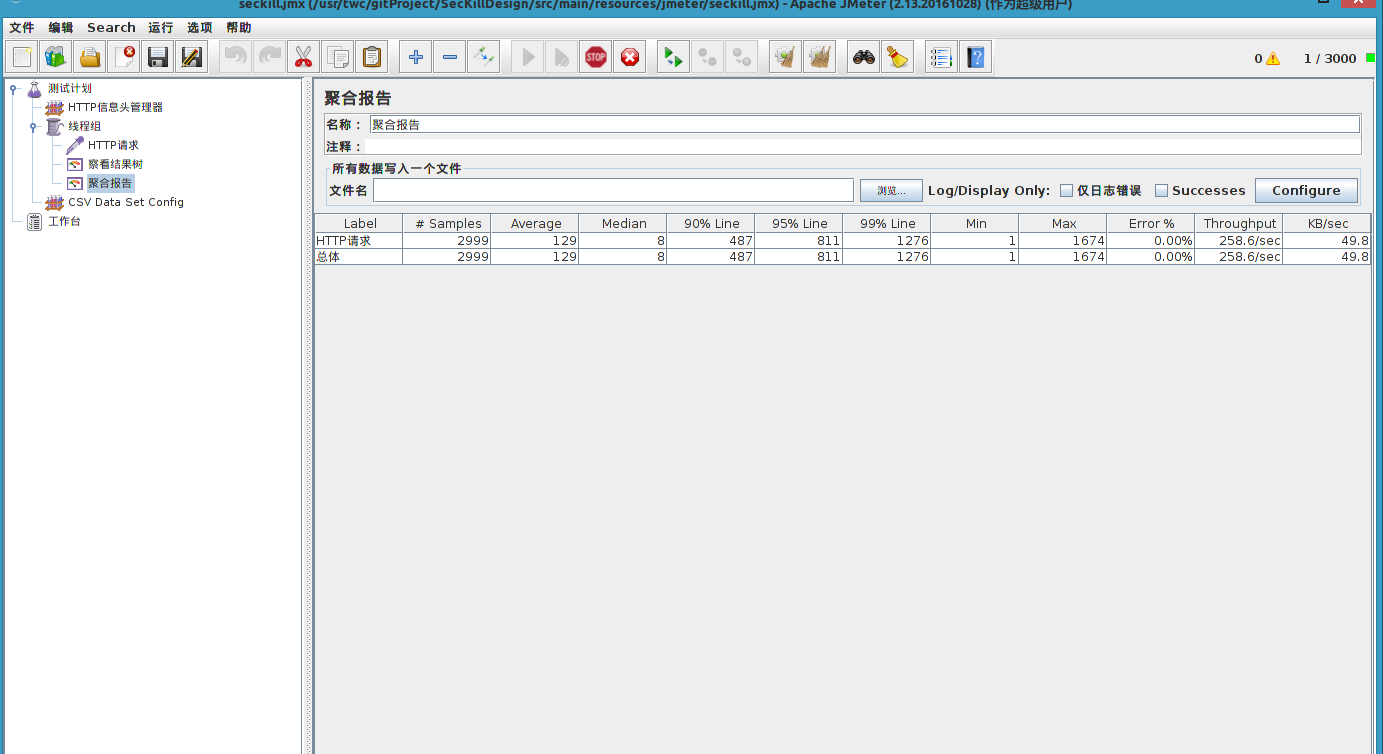 seckill.jmx (/usr/twc/gitProject/SecKillDesign/src/main/resources/jmeter/seckill.jmx) - Apache JMeter (2.13.20161028) (作为超级用户)
文件 编辑 Search 运行 选项 帮助
STOP 0 1 / 3000
测试计划
HTTP信息头管理器
线程组
HTTP请求
察看结果树
聚合报告
CSV Data Set Config
工作台
聚合报告
名称： 聚合报告
注释：
所有数据写入一个文件
文件名 浏览... Log/Display Only: 仅日志错误 Successes Configure
Label # Samples Average Median 90% Line 95% Line 99% Line Min Max Error % Throughput KB/sec
HTTP请求 2999 129 8 487 811 1276 1 1674 0.00% 258.6/sec 49.8
总体 2999 129 8 487 811 1276 1 1674 0.00% 258.6/sec 49.8